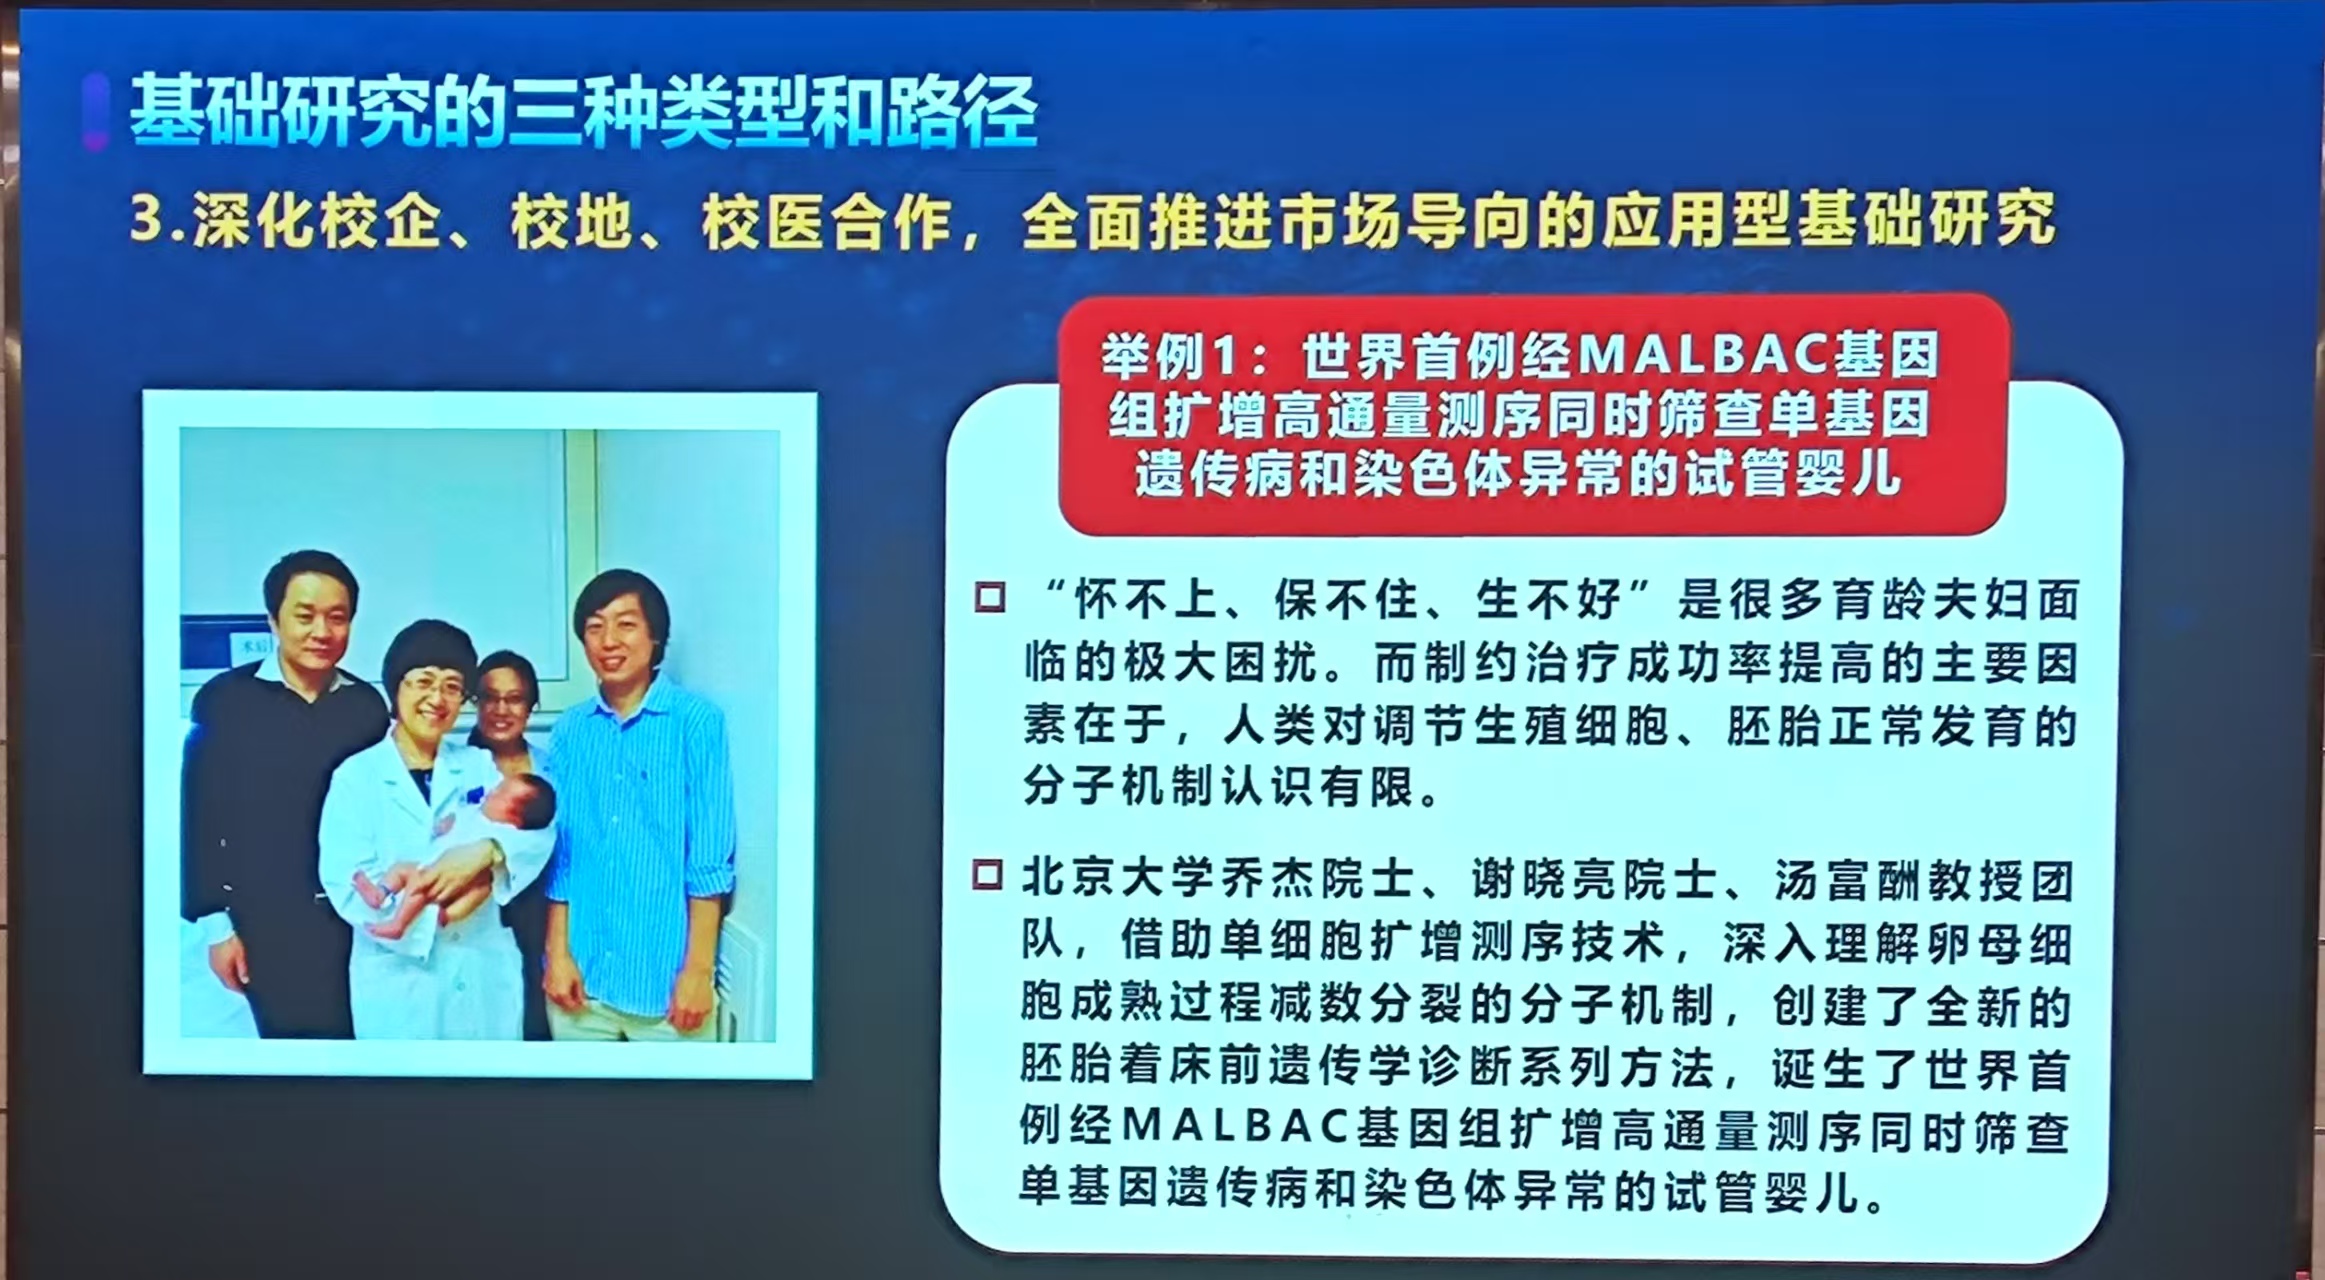 基础研究的三种类型和路径
3.深化校企、校地、校医合作，全面推进市场导向的应用型基础研究
举例1：世界首例经MALBAC基因
组扩增高通量测序同时筛查单基因
遗传病和染色体异常的试管婴儿
术后
“怀不上、保不住、生不好”是很多育龄夫妇面
临的极大困扰。而制约治疗成功率提高的主要因
素在于，人类对调节生殖细胞、胚胎正常发育的
分子机制认识有限。
北京大学乔杰院士、谢晓亮院士、汤富酬教授团
队，借助单细胞扩增测序技术，深入理解卵母细
胞成熟过程减数分裂的分子机制，创建了全新的
胚胎着床前遗传学诊断系列方法，诞生了世界首
例经MALBAC基因组扩增高通量测序同时筛查
单基因遗传病和染色体异常的试管婴儿。